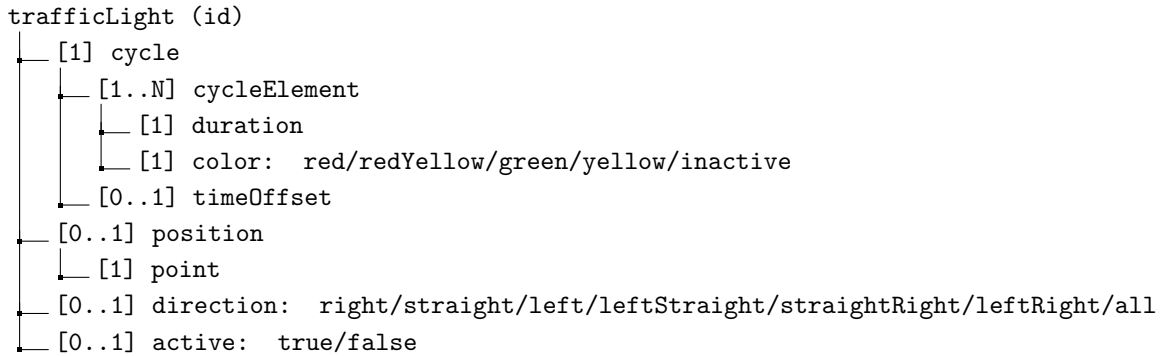 trafficLight (id)
[1] cycle
[1..N] cycleElement
[1] duration
[1] color: red/redYellow/green/yellow/inactive
[0..1] timeOffset
[0..1] position
[1] point
[0..1] direction: right/straight/left/leftStraight/straightRight/leftRight/all
[0..1] active: true/false